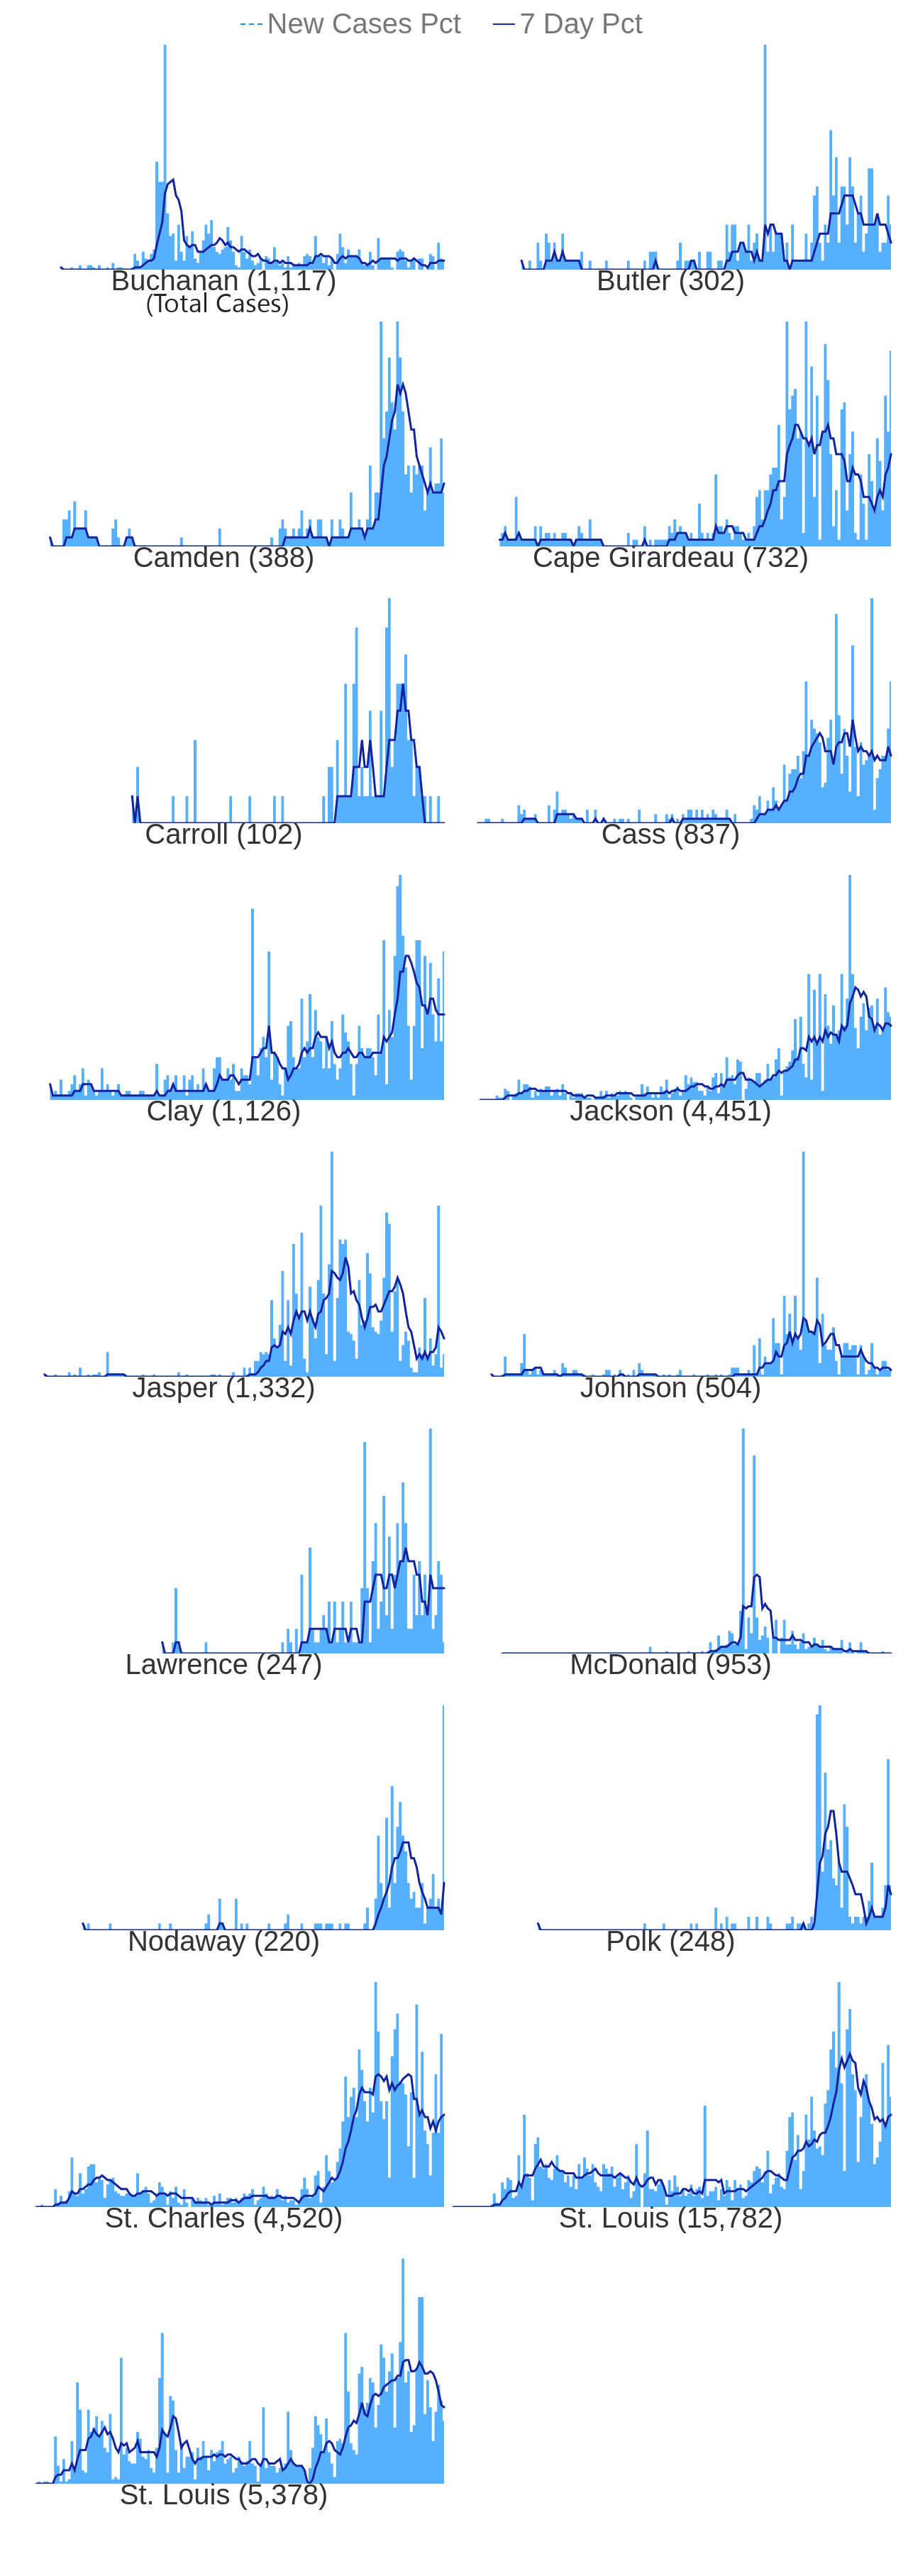 New Cases Pct 7 Day Pct
Buchanan (1,117) Butler (302)
(Total Cases)
Camden (388) Cape Girardeau (732)
Carroll (102) Cass (837)
Clay (1,126) Jackson (4,451)
Jasper (1,332) Johnson (504)
Lawrence (247) McDonald (953)
Nodaway (220) Polk (248)
St. Charles (4,520) St. Louis (15,782)
St. Louis (5,378)